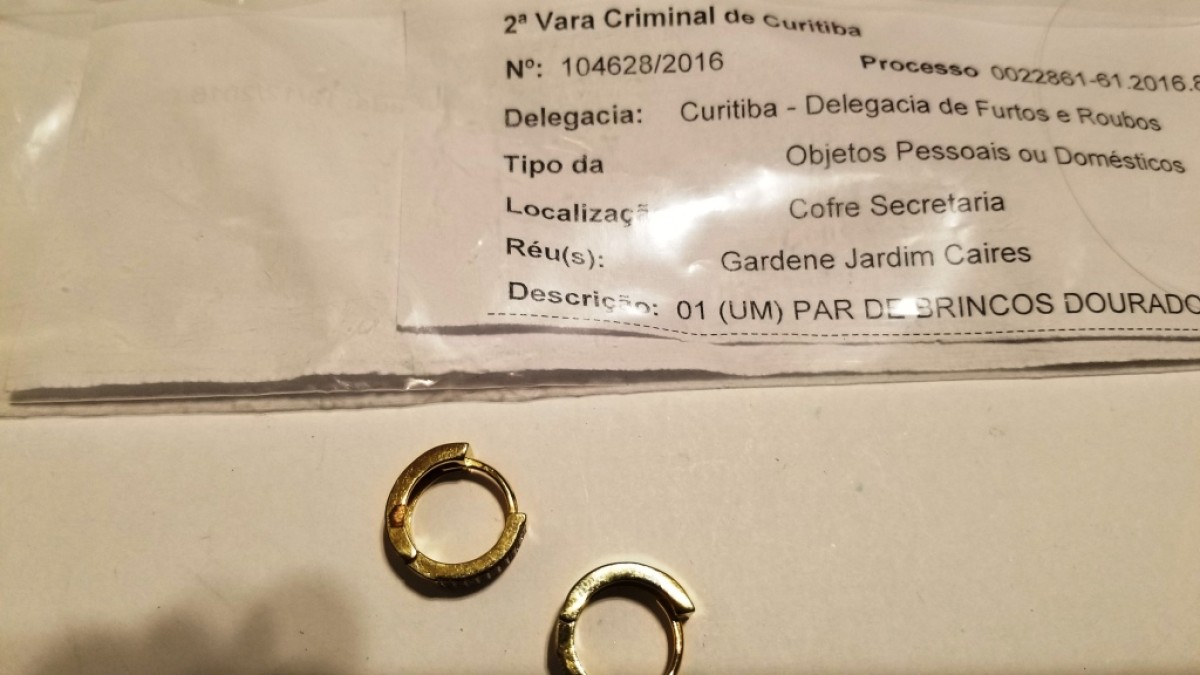 2ª Vara Criminal de Curitiba
Nº: 104628/2016 Processo 0022861-61.2016.8
Delegacia: Curitiba - Delegacia de Furtos e Roubos
Tipo da Objetos Pessoais ou Domésticos
Localizaçã Cofre Secretaria
Réu(s): Gardene Jardim Caires
Descrição: 01 (UM) PAR DE BRINCOS DOURADO